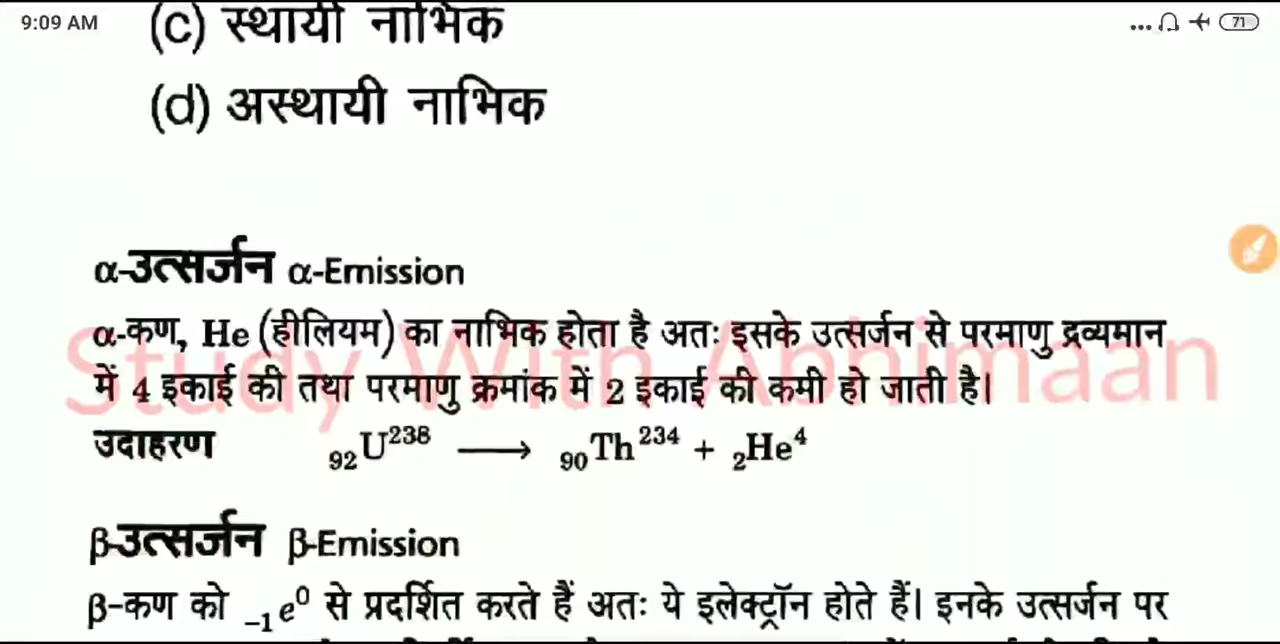 9:09 AM
... 71
(c) स्थायी नाभिक
(d) अस्थायी नाभिक
α-उत्सर्जन α-Emission
α-कण, He (हीलियम) का नाभिक होता है अतः इसके उत्सर्जन से परमाणु द्रव्यमान
में 4 इकाई की तथा परमाणु क्रमांक में 2 इकाई की कमी हो जाती है।
Study With Abhimaan
उदाहरण ₉₂U²³⁸ ⟶ ₉₀Th²³⁴ + ₂He⁴
β-उत्सर्जन β-Emission
β-कण को ₋₁e⁰ से प्रदर्शित करते हैं अतः ये इलेक्ट्रॉन होते हैं। इनके उत्सर्जन पर